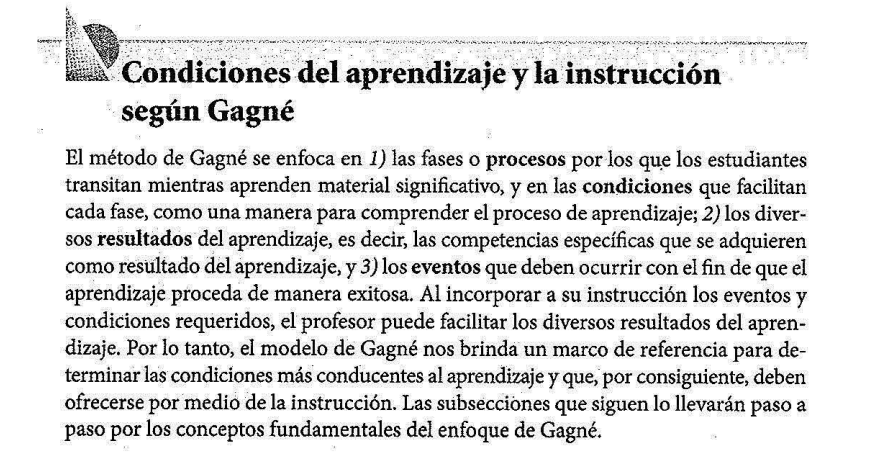 Condiciones del aprendizaje y la instrucción
según Gagné
El método de Gagné se enfoca en 1) las fases o procesos por los que los estudiantes
transitan mientras aprenden material significativo, y en las condiciones que facilitan
cada fase, como una manera para comprender el proceso de aprendizaje; 2) los diver-
sos resultados del aprendizaje, es decir, las competencias específicas que se adquieren
como resultado del aprendizaje, y 3) los eventos que deben ocurrir con el fin de que el
aprendizaje proceda de manera exitosa. Al incorporar a su instrucción los eventos y
condiciones requeridos, el profesor puede facilitar los diversos resultados del apren-
dizaje. Por lo tanto, el modelo de Gagné nos brinda un marco de referencia para de-
terminar las condiciones más conducentes al aprendizaje y que, por consiguiente, deben
ofrecerse por medio de la instrucción. Las subsecciones que siguen lo llevarán paso a
paso por los conceptos fundamentales del enfoque de Gagné.